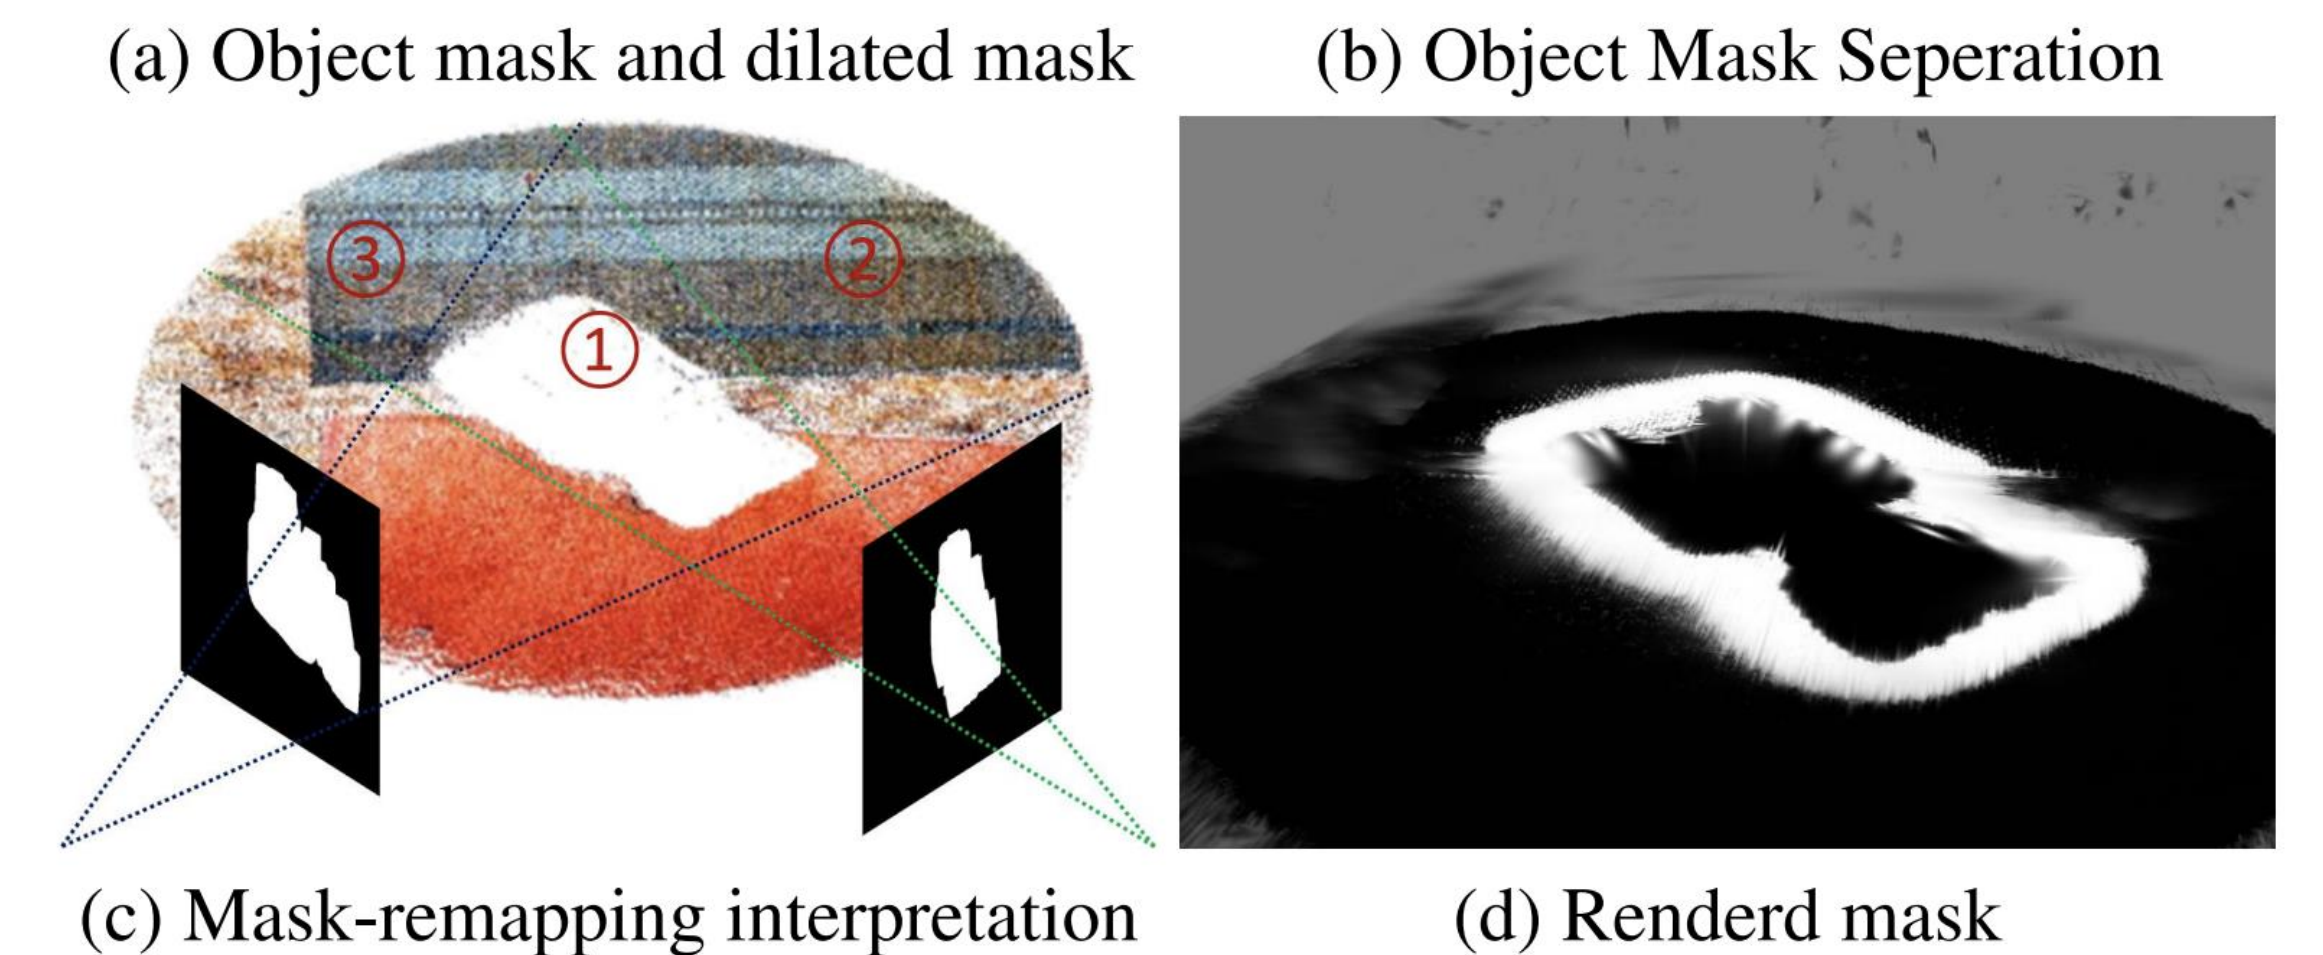 (a) Object mask and dilated mask
(b) Object Mask Seperation
③
②
①
(c) Mask-remapping interpretation
(d) Renderd mask